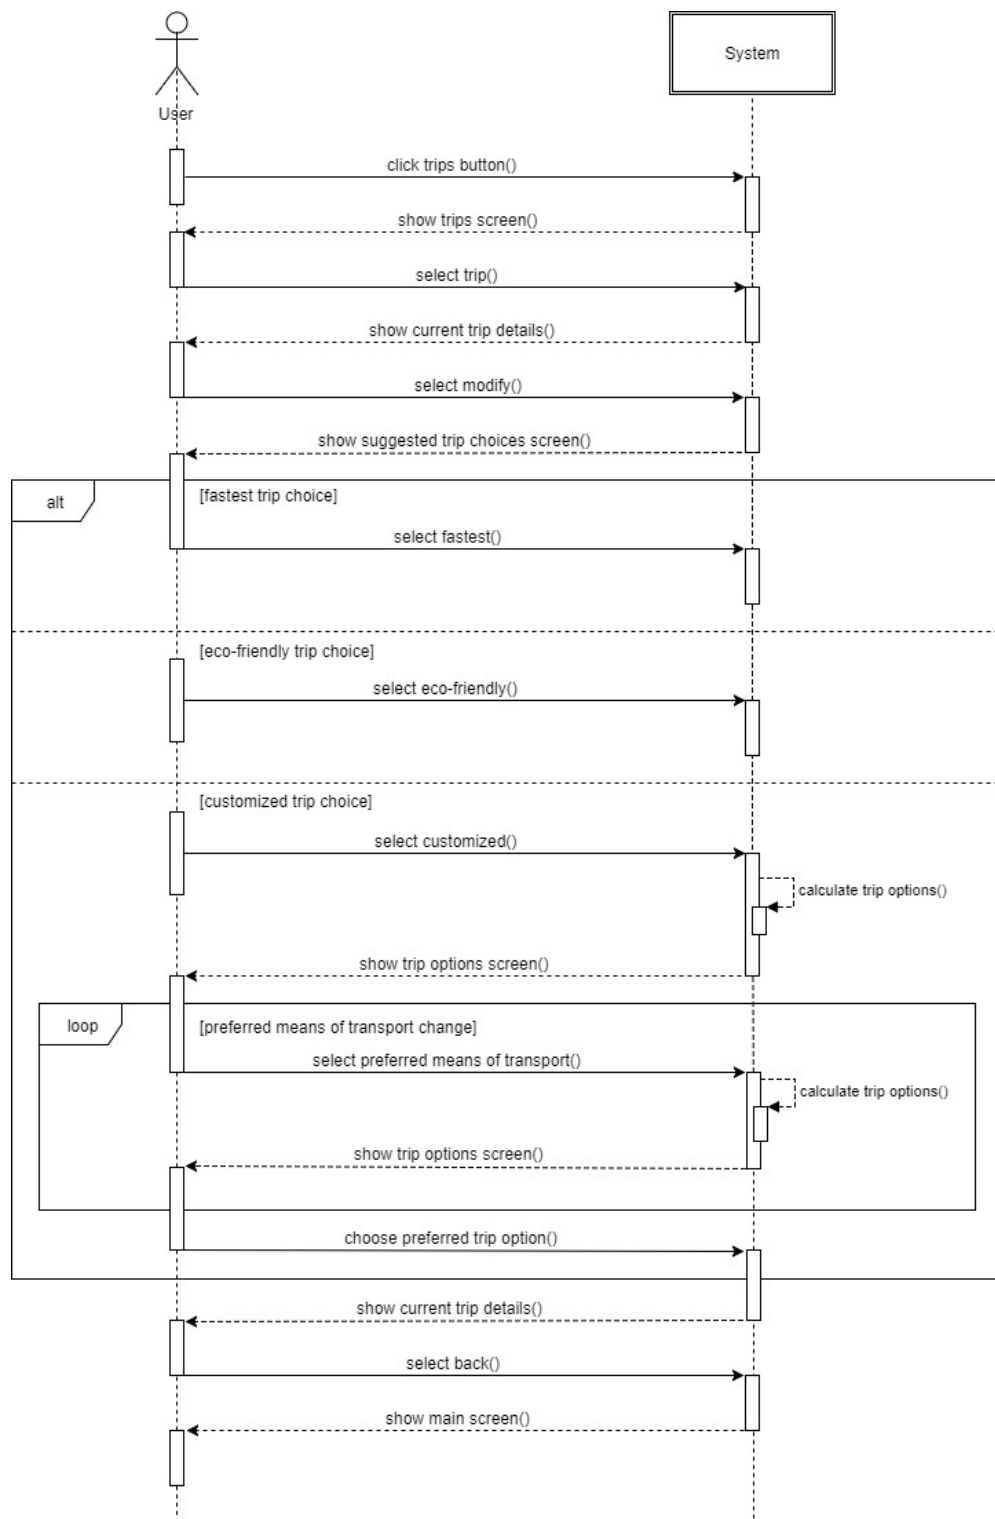 User
System
click trips button()
show trips screen()
select trip()
show current trip details()
select modify()
show suggested trip choices screen()
alt
[fastest trip choice]
select fastest()
[eco-friendly trip choice]
select eco-friendly()
[customized trip choice]
select customized()
calculate trip options()
show trip options screen()
loop
[preferred means of transport change]
select preferred means of transport()
calculate trip options()
show trip options screen()
choose preferred trip option()
show current trip details()
select back()
show main screen()